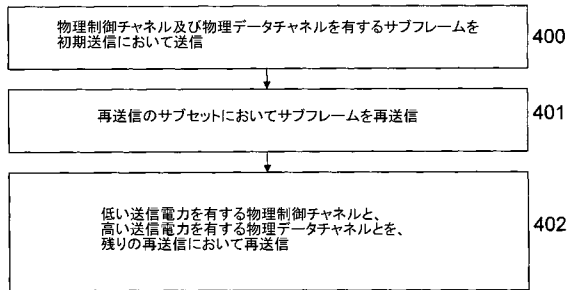 物理制御チャネル及び物理データチャネルを有するサブフレームを
初期送信において送信
400
再送信のサブセットにおいてサブフレームを再送信
401
低い送信電力を有する物理制御チャネルと、
高い送信電力を有する物理データチャネルとを、
残りの再送信において再送信
402